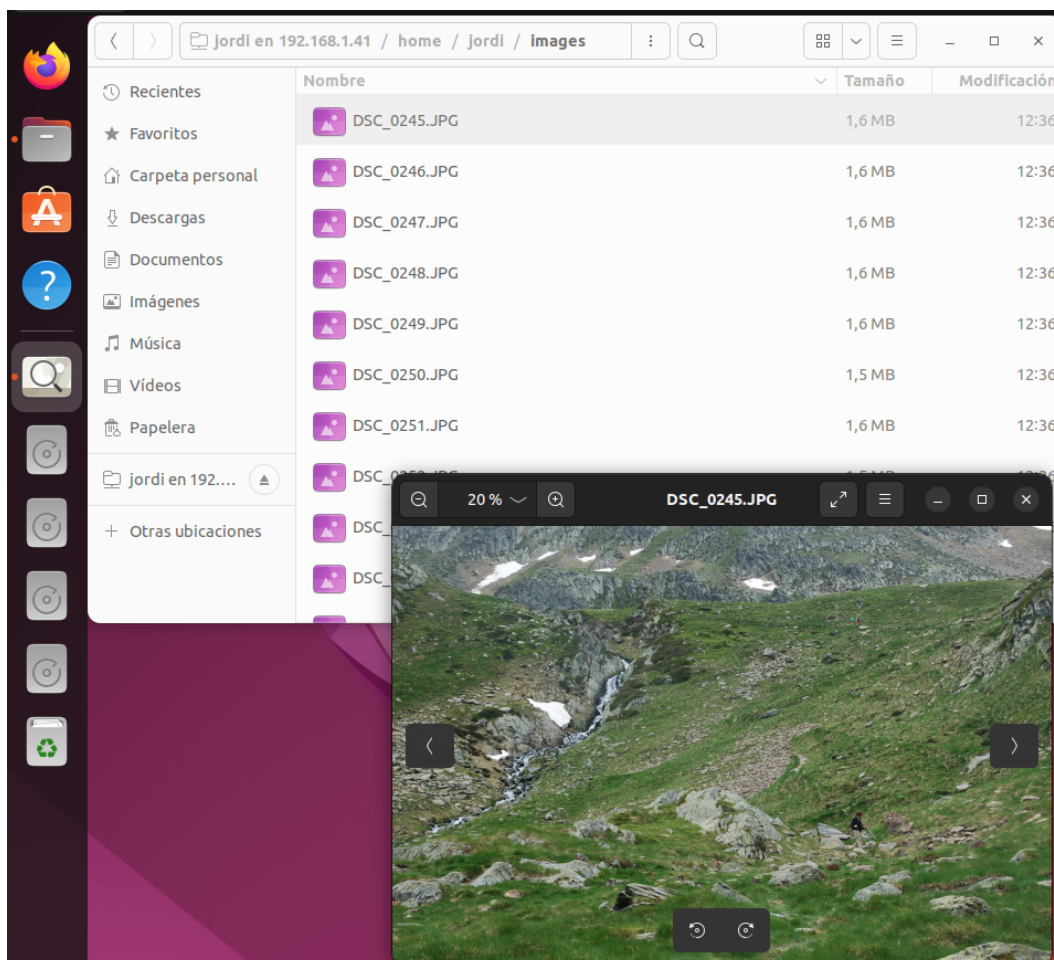 jordi en 192.168.1.41 / home / jordi / images
Nombre Tamaño Modificación
Recientes
Favoritos
Carpeta personal
Descargas
Documentos
Imágenes
Música
Vídeos
Papelera
jordi en 192....
Otras ubicaciones
DSC_0245.JPG 1,6 MB 12:36
DSC_0246.JPG 1,6 MB 12:36
DSC_0247.JPG 1,6 MB 12:36
DSC_0248.JPG 1,6 MB 12:36
DSC_0249.JPG 1,6 MB 12:36
DSC_0250.JPG 1,5 MB 12:36
DSC_0251.JPG 1,6 MB 12:36
DSC_
DSC_
DSC_
20 % DSC_0245.JPG